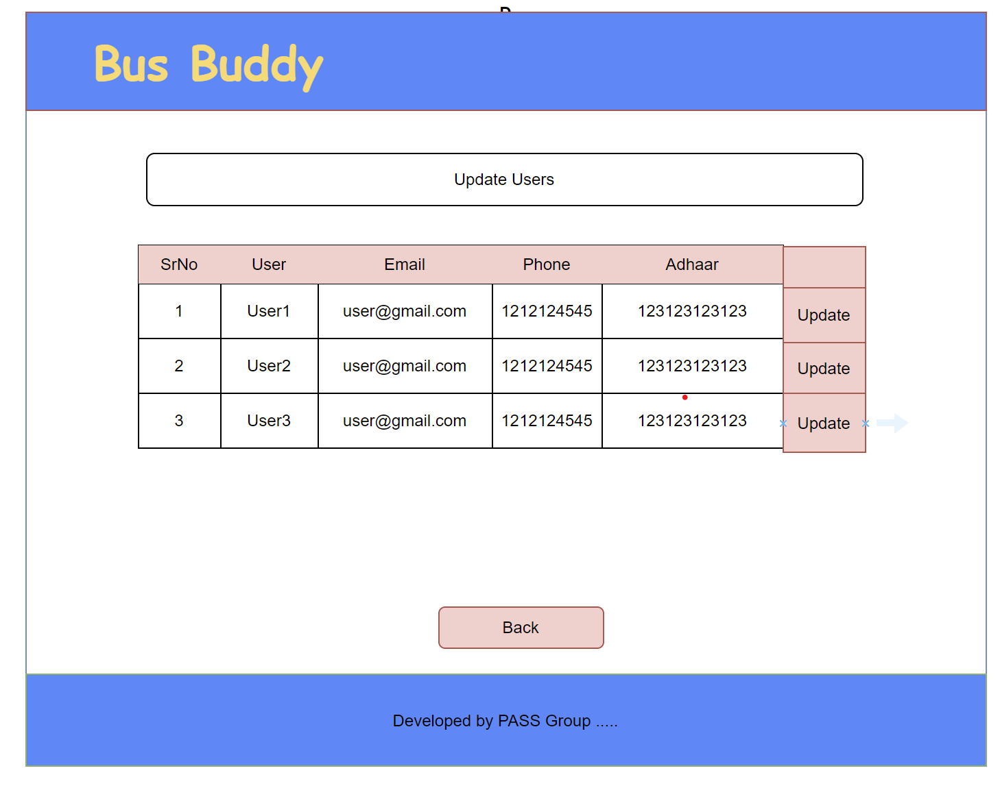 Bus Buddy
Update Users
SrNo User Email Phone Adhaar
1 User1 user@gmail.com 1212124545 123123123123 Update
2 User2 user@gmail.com 1212124545 123123123123 Update
3 User3 user@gmail.com 1212124545 123123123123 Update
Back
Developed by PASS Group .....